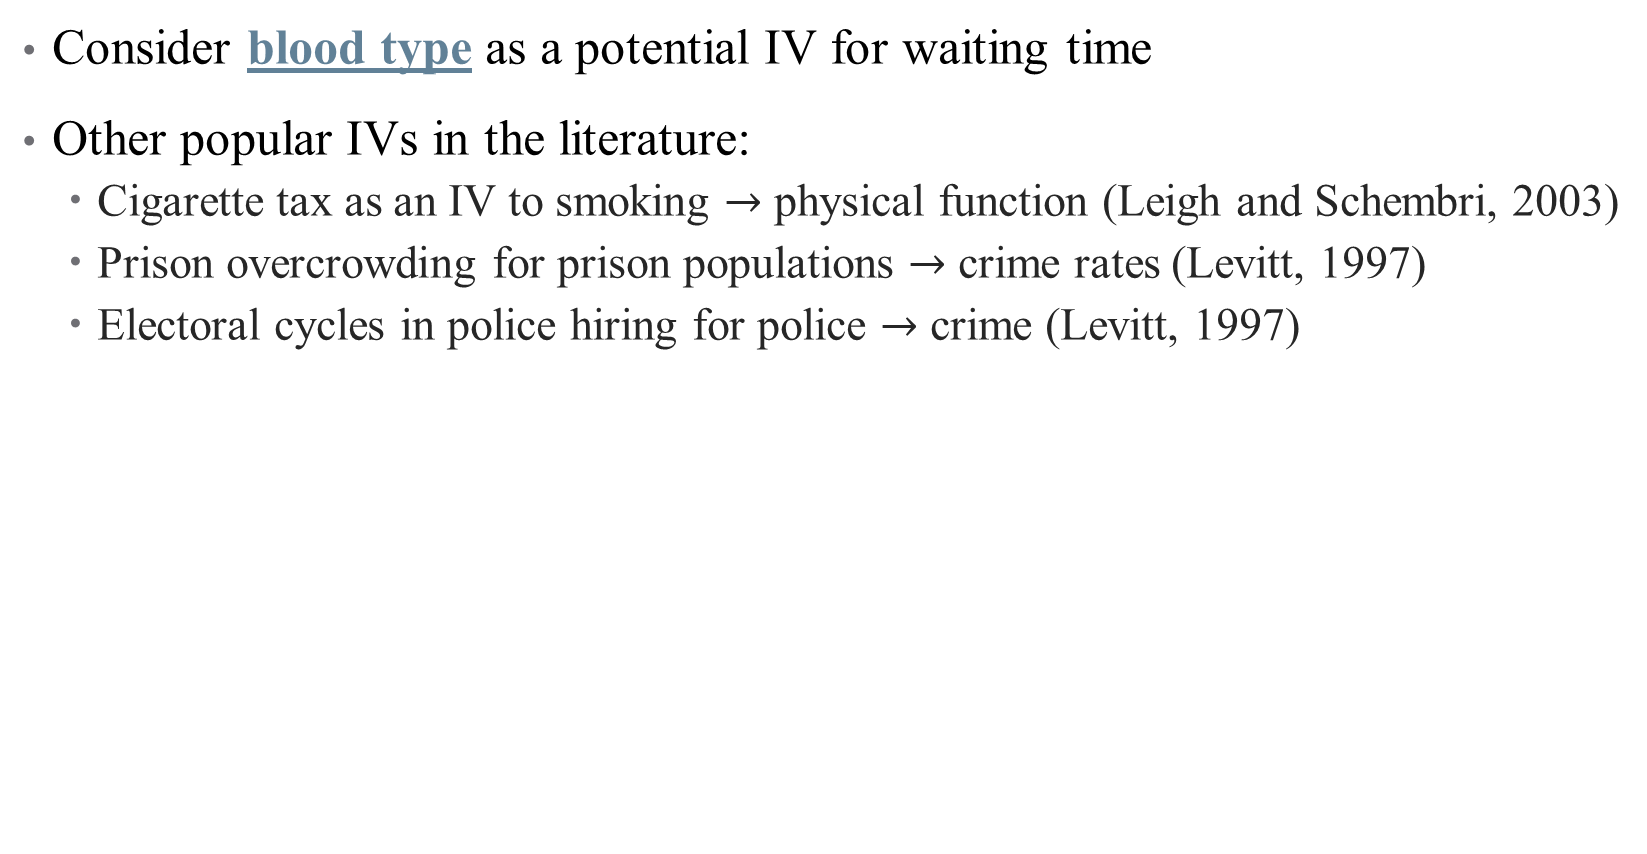 • Consider blood type as a potential IV for waiting time
• Other popular IVs in the literature:
• Cigarette tax as an IV to smoking → physical function (Leigh and Schembri, 2003)
• Prison overcrowding for prison populations → crime rates (Levitt, 1997)
• Electoral cycles in police hiring for police → crime (Levitt, 1997)